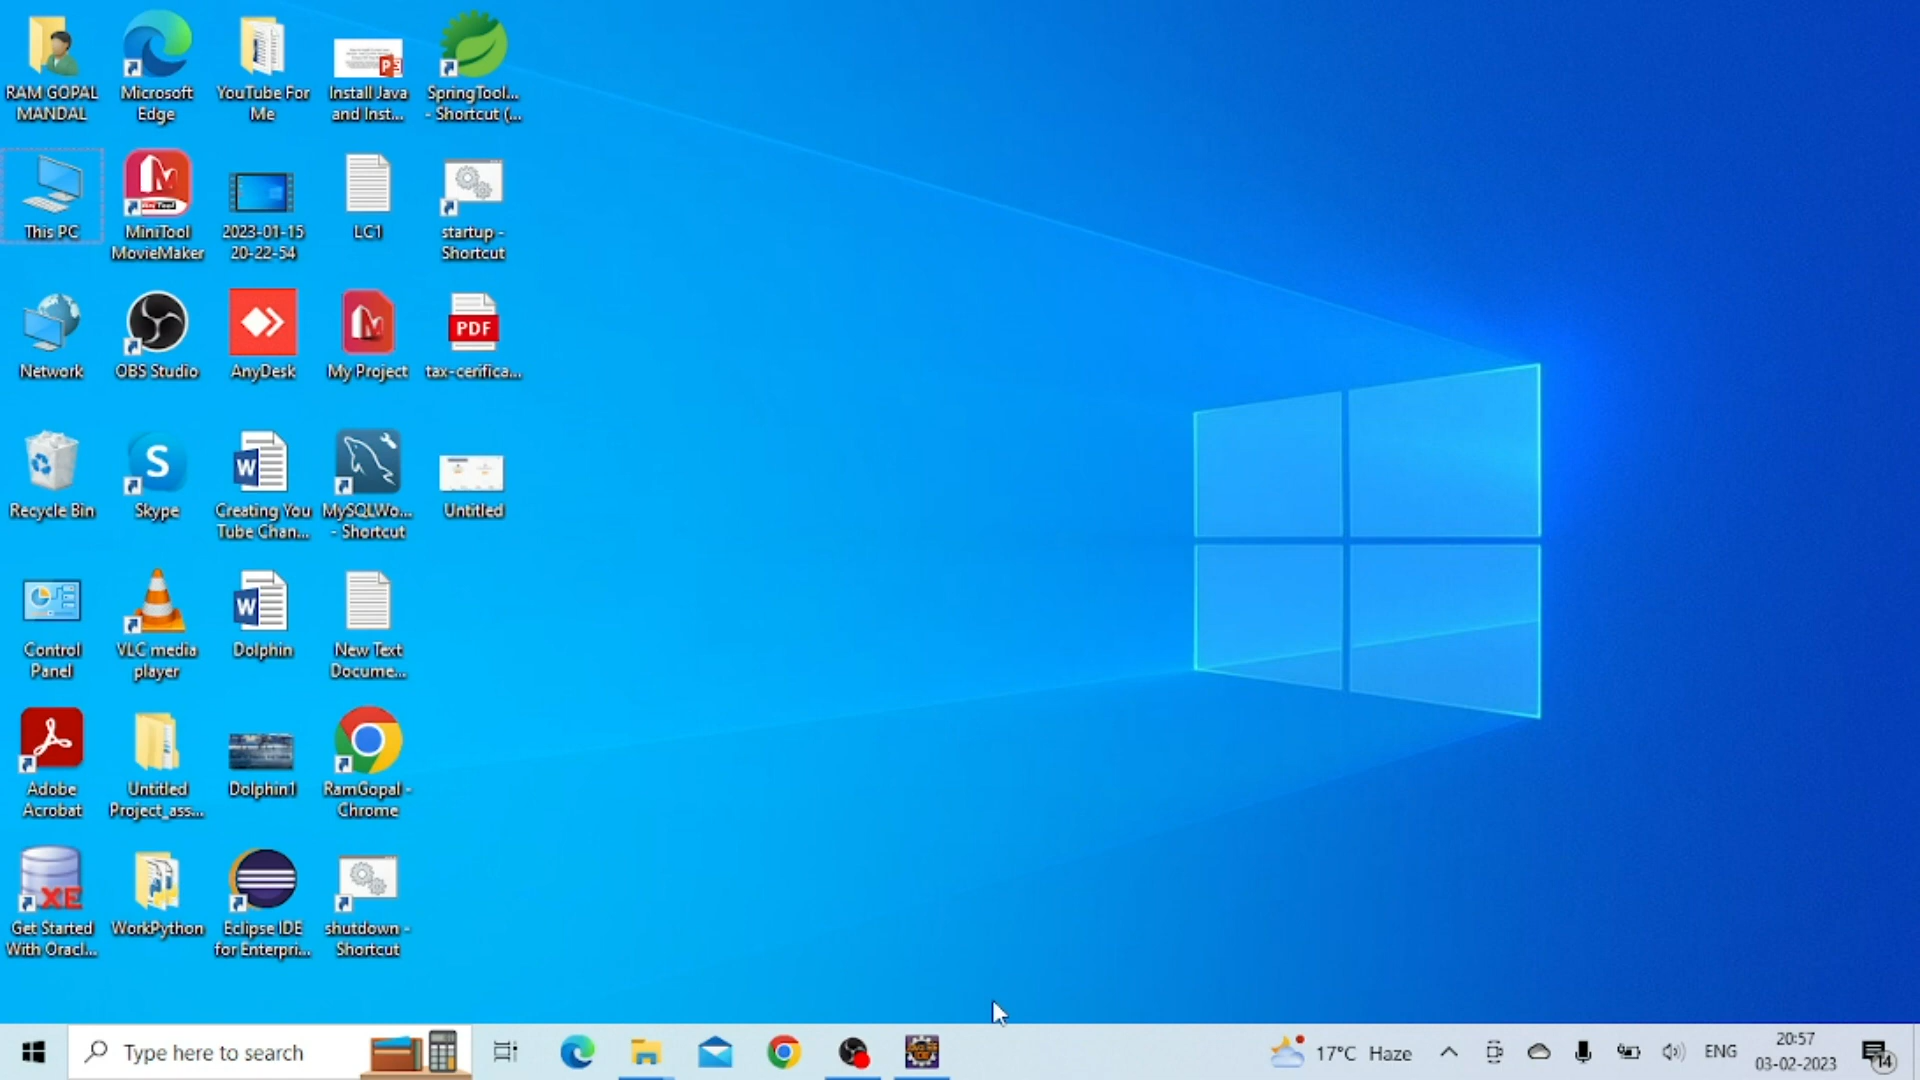 RAM GOPAL
MANDAL
Microsoft
Edge
YouTube For
Me
Install Java
and Inst...
SpringTool...
- Shortcut (...
This PC
MiniTool
MovieMaker
2023-01-15
20-22-54
LC1
startup -
Shortcut
Network
OBS Studio
AnyDesk
My Project
PDF
tax-cerifica...
Recycle Bin
Skype
Creating You
Tube Chan...
MySQLWo...
- Shortcut
Untitled
Control
Panel
VLC media
player
Dolphin
New Text
Docume...
Adobe
Acrobat
Untitled
Project_ass...
Dolphin1
RamGopal -
Chrome
XE
Get Started
With Oracl...
WorkPython
Eclipse IDE
for Enterpri...
shutdown -
Shortcut
Type here to search
17°C Haze
ENG
20:57
03-02-2023
14